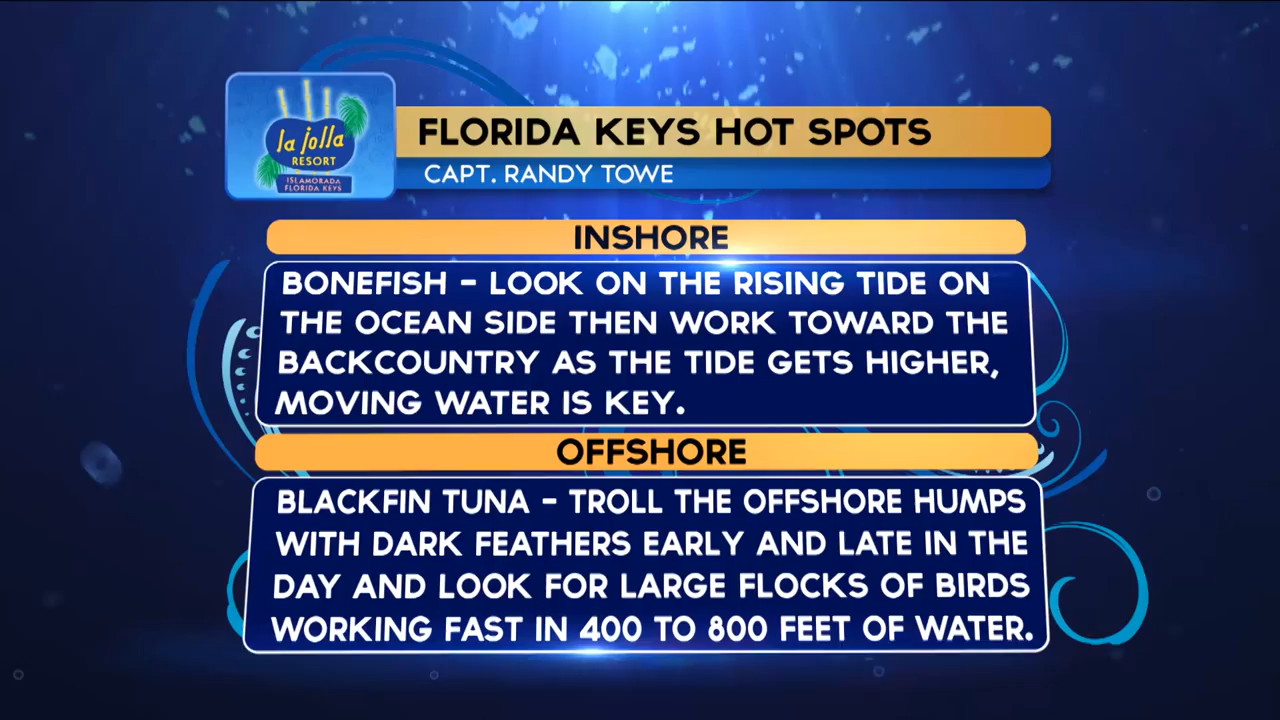 la jolla
RESORT
ISLAMORADA
FLORIDA KEYS
FLORIDA KEYS HOT SPOTS
CAPT. RANDY TOWE
INSHORE
BONEFISH - LOOK ON THE RISING TIDE ON
THE OCEAN SIDE THEN WORK TOWARD THE
BACKCOUNTRY AS THE TIDE GETS HIGHER,
MOVING WATER IS KEY.
OFFSHORE
BLACKFIN TUNA - TROLL THE OFFSHORE HUMPS
WITH DARK FEATHERS EARLY AND LATE IN THE
DAY AND LOOK FOR LARGE FLOCKS OF BIRDS
WORKING FAST IN 400 TO 800 FEET OF WATER.